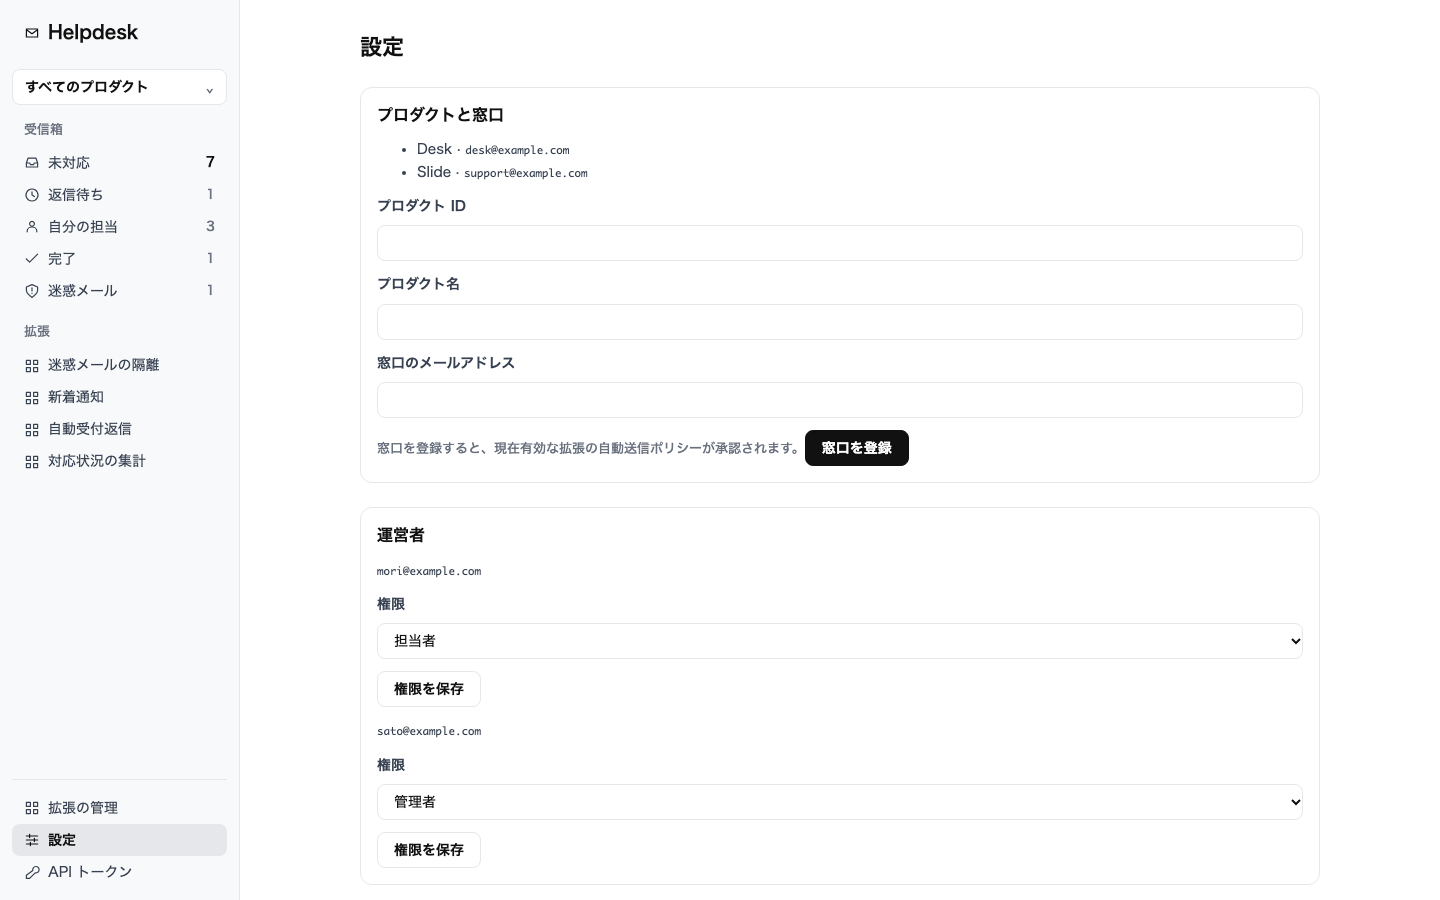 Helpdesk
すべてのプロダクト
受信箱
未対応 7
返信待ち 1
自分の担当 3
完了 1
迷惑メール 1
拡張
迷惑メールの隔離
新着通知
自動受付返信
対応状況の集計
拡張の管理
設定
API トークン
設定
プロダクトと窓口
Desk · desk@example.com
Slide · support@example.com
プロダクト ID
プロダクト名
窓口のメールアドレス
窓口を登録すると、現在有効な拡張の自動送信ポリシーが承認されます。 窓口を登録
運営者
mori@example.com
権限
担当者
権限を保存
sato@example.com
権限
管理者
権限を保存